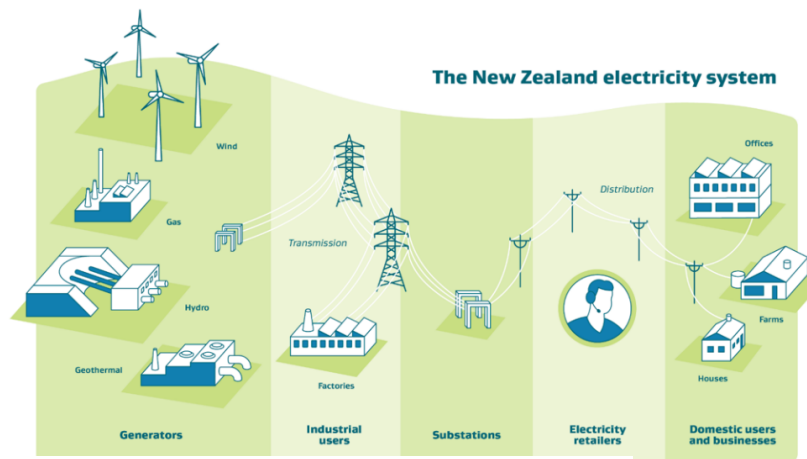 The New Zealand electricity system
Wind
Gas
Hydro
Geothermal
Transmission
Factories
Distribution
Offices
Farms
Houses
Generators
Industrial
users
Substations
Electricity
retailers
Domestic users
and businesses